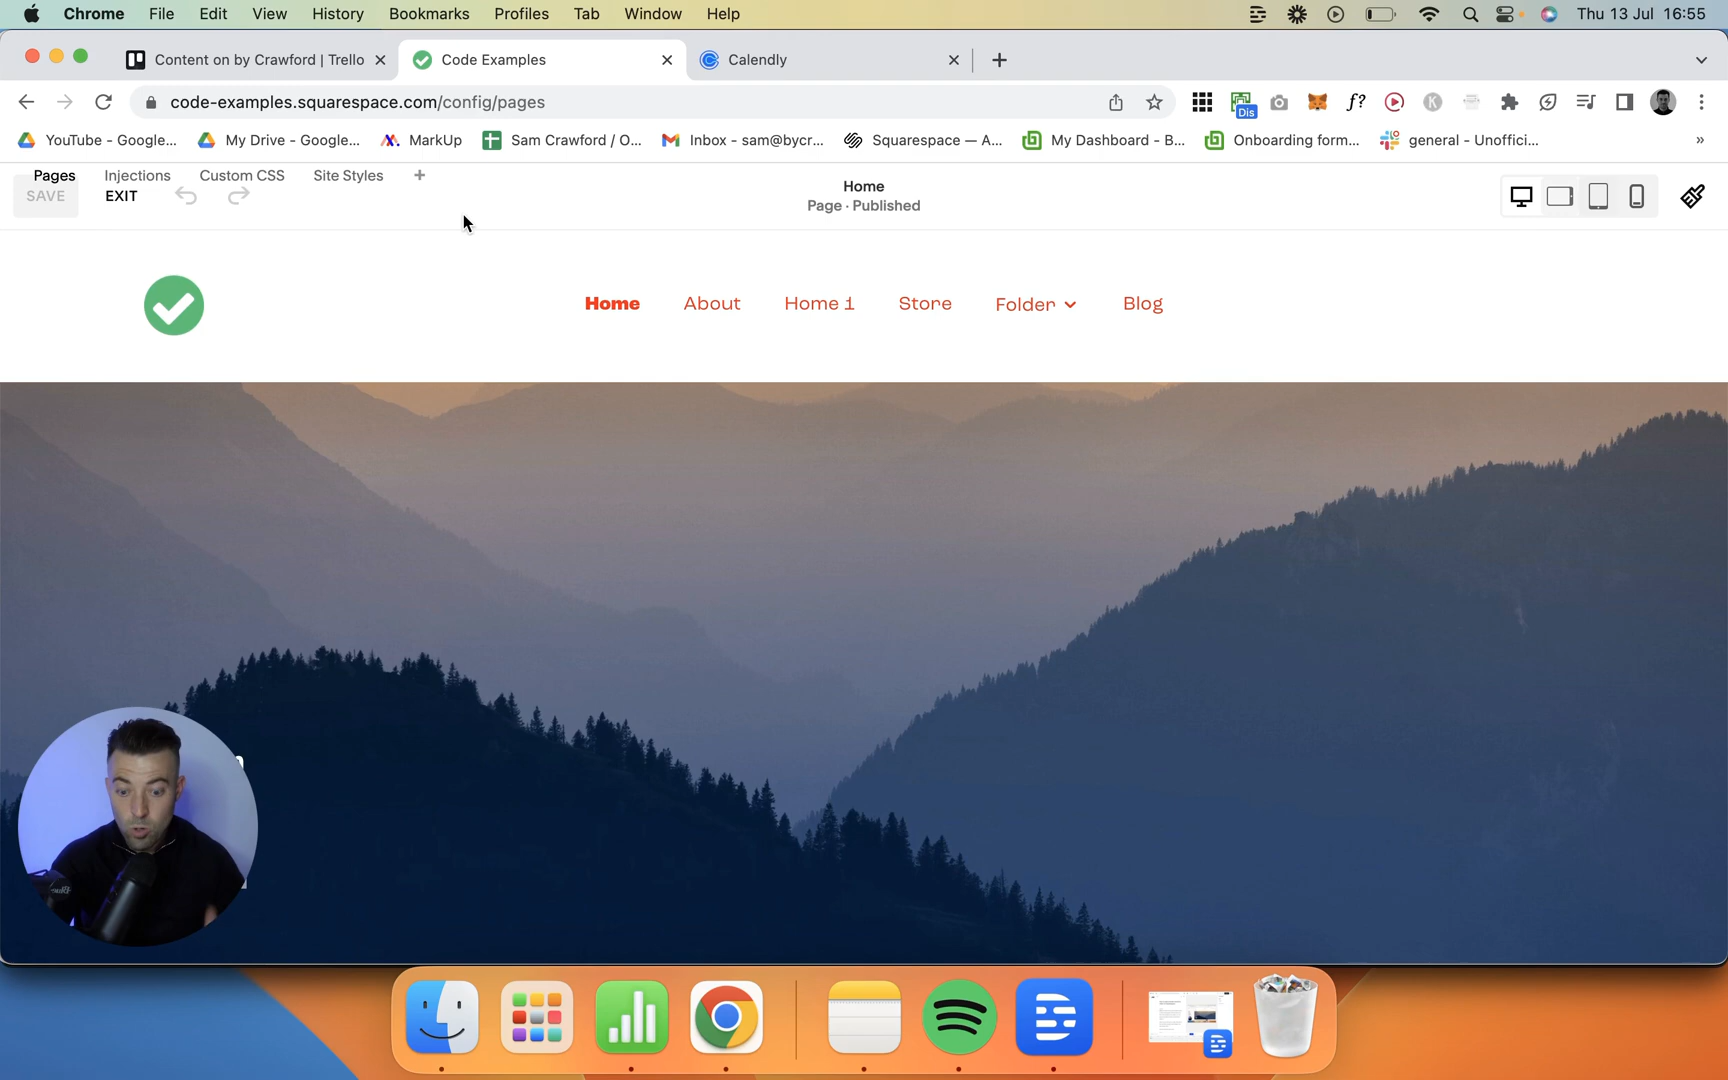 Chrome File Edit View History Bookmarks Profiles Tab Window Help Thu 13 Jul 16:55
Content on by Crawford | Trello Code Examples Calendly
code-examples.squarespace.com/config/pages f? Dis K
YouTube - Google... My Drive - Google... MarkUp Sam Crawford / O... Inbox - sam@bycr... Squarespace — A... My Dashboard - B... Onboarding form... general - Unoffici... »
Pages Injections Custom CSS Site Styles +
SAVE EXIT
Home
Page · Published
Home About Home 1 Store Folder Blog